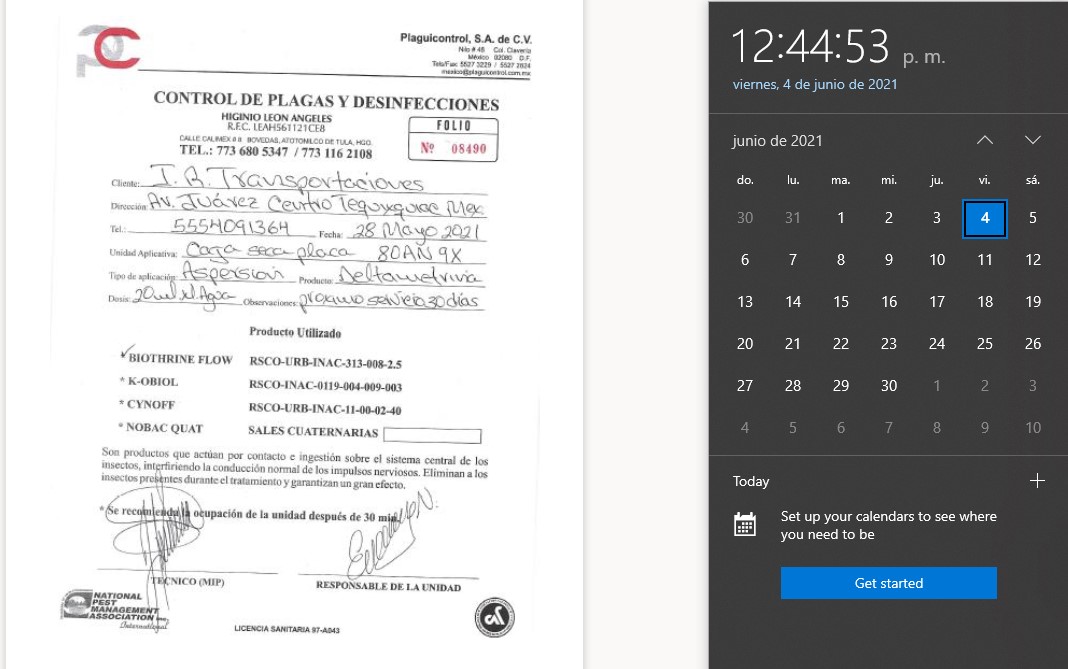 Plaguicontrol, S.A. de C.V.
Nilo # 46 Col. Clavería
México 02080 D.F.
Tels/Fax: 5527 3229 / 5527 2824
mexico@plaguicontrol.com.mx
PC
CONTROL DE PLAGAS Y DESINFECCIONES
HIGINIO LEON ANGELES
R.F.C. LEAH561121CE8
CALLE CALIMEX # 8 BOVEDAS, ATOTONILCO DE TULA, HGO.
TEL.: 773 680 5347 / 773 116 2108
FOLIO
Nº 08490
Cliente: I.R. Transportaciones
Dirección: Av. Juárez Centro Tequixquiac Mex
Tel.: 5554091364 Fecha: 28 Mayo 2021
Unidad Aplicativa: Caja seca placa 80AN9X
Tipo de aplicación: Aspersion Producto: Deltametrina
Dosis: 20ml xl Agua Observaciones: proximo servicio 30 días
Producto Utilizado
✓BIOTHRINE FLOW RSCO-URB-INAC-313-008-2.5
* K-OBIOL RSCO-INAC-0119-004-009-003
* CYNOFF RSCO-URB-INAC-11-00-02-40
* NOBAC QUAT SALES CUATERNARIAS
Son productos que actúan por contacto e ingestión sobre el sistema central de los
insectos, interfiriendo la conducción normal de los impulsos nerviosos. Eliminan a los
insectos presentes durante el tratamiento y garantizan un gran efecto.
* Se recomienda la ocupación de la unidad después de 30 min.
TECNICO (MIP)
RESPONSABLE DE LA UNIDAD
NATIONAL
PEST
MANAGEMENT
ASSOCIATION Inc.
International
LICENCIA SANITARIA 97-A043
12:44:53 p. m.
viernes, 4 de junio de 2021
junio de 2021
do. lu. ma. mi. ju. vi. sá.
30 31 1 2 3 4 5
6 7 8 9 10 11 12
13 14 15 16 17 18 19
20 21 22 23 24 25 26
27 28 29 30 1 2 3
4 5 6 7 8 9 10
Today
Set up your calendars to see where
you need to be
Get started